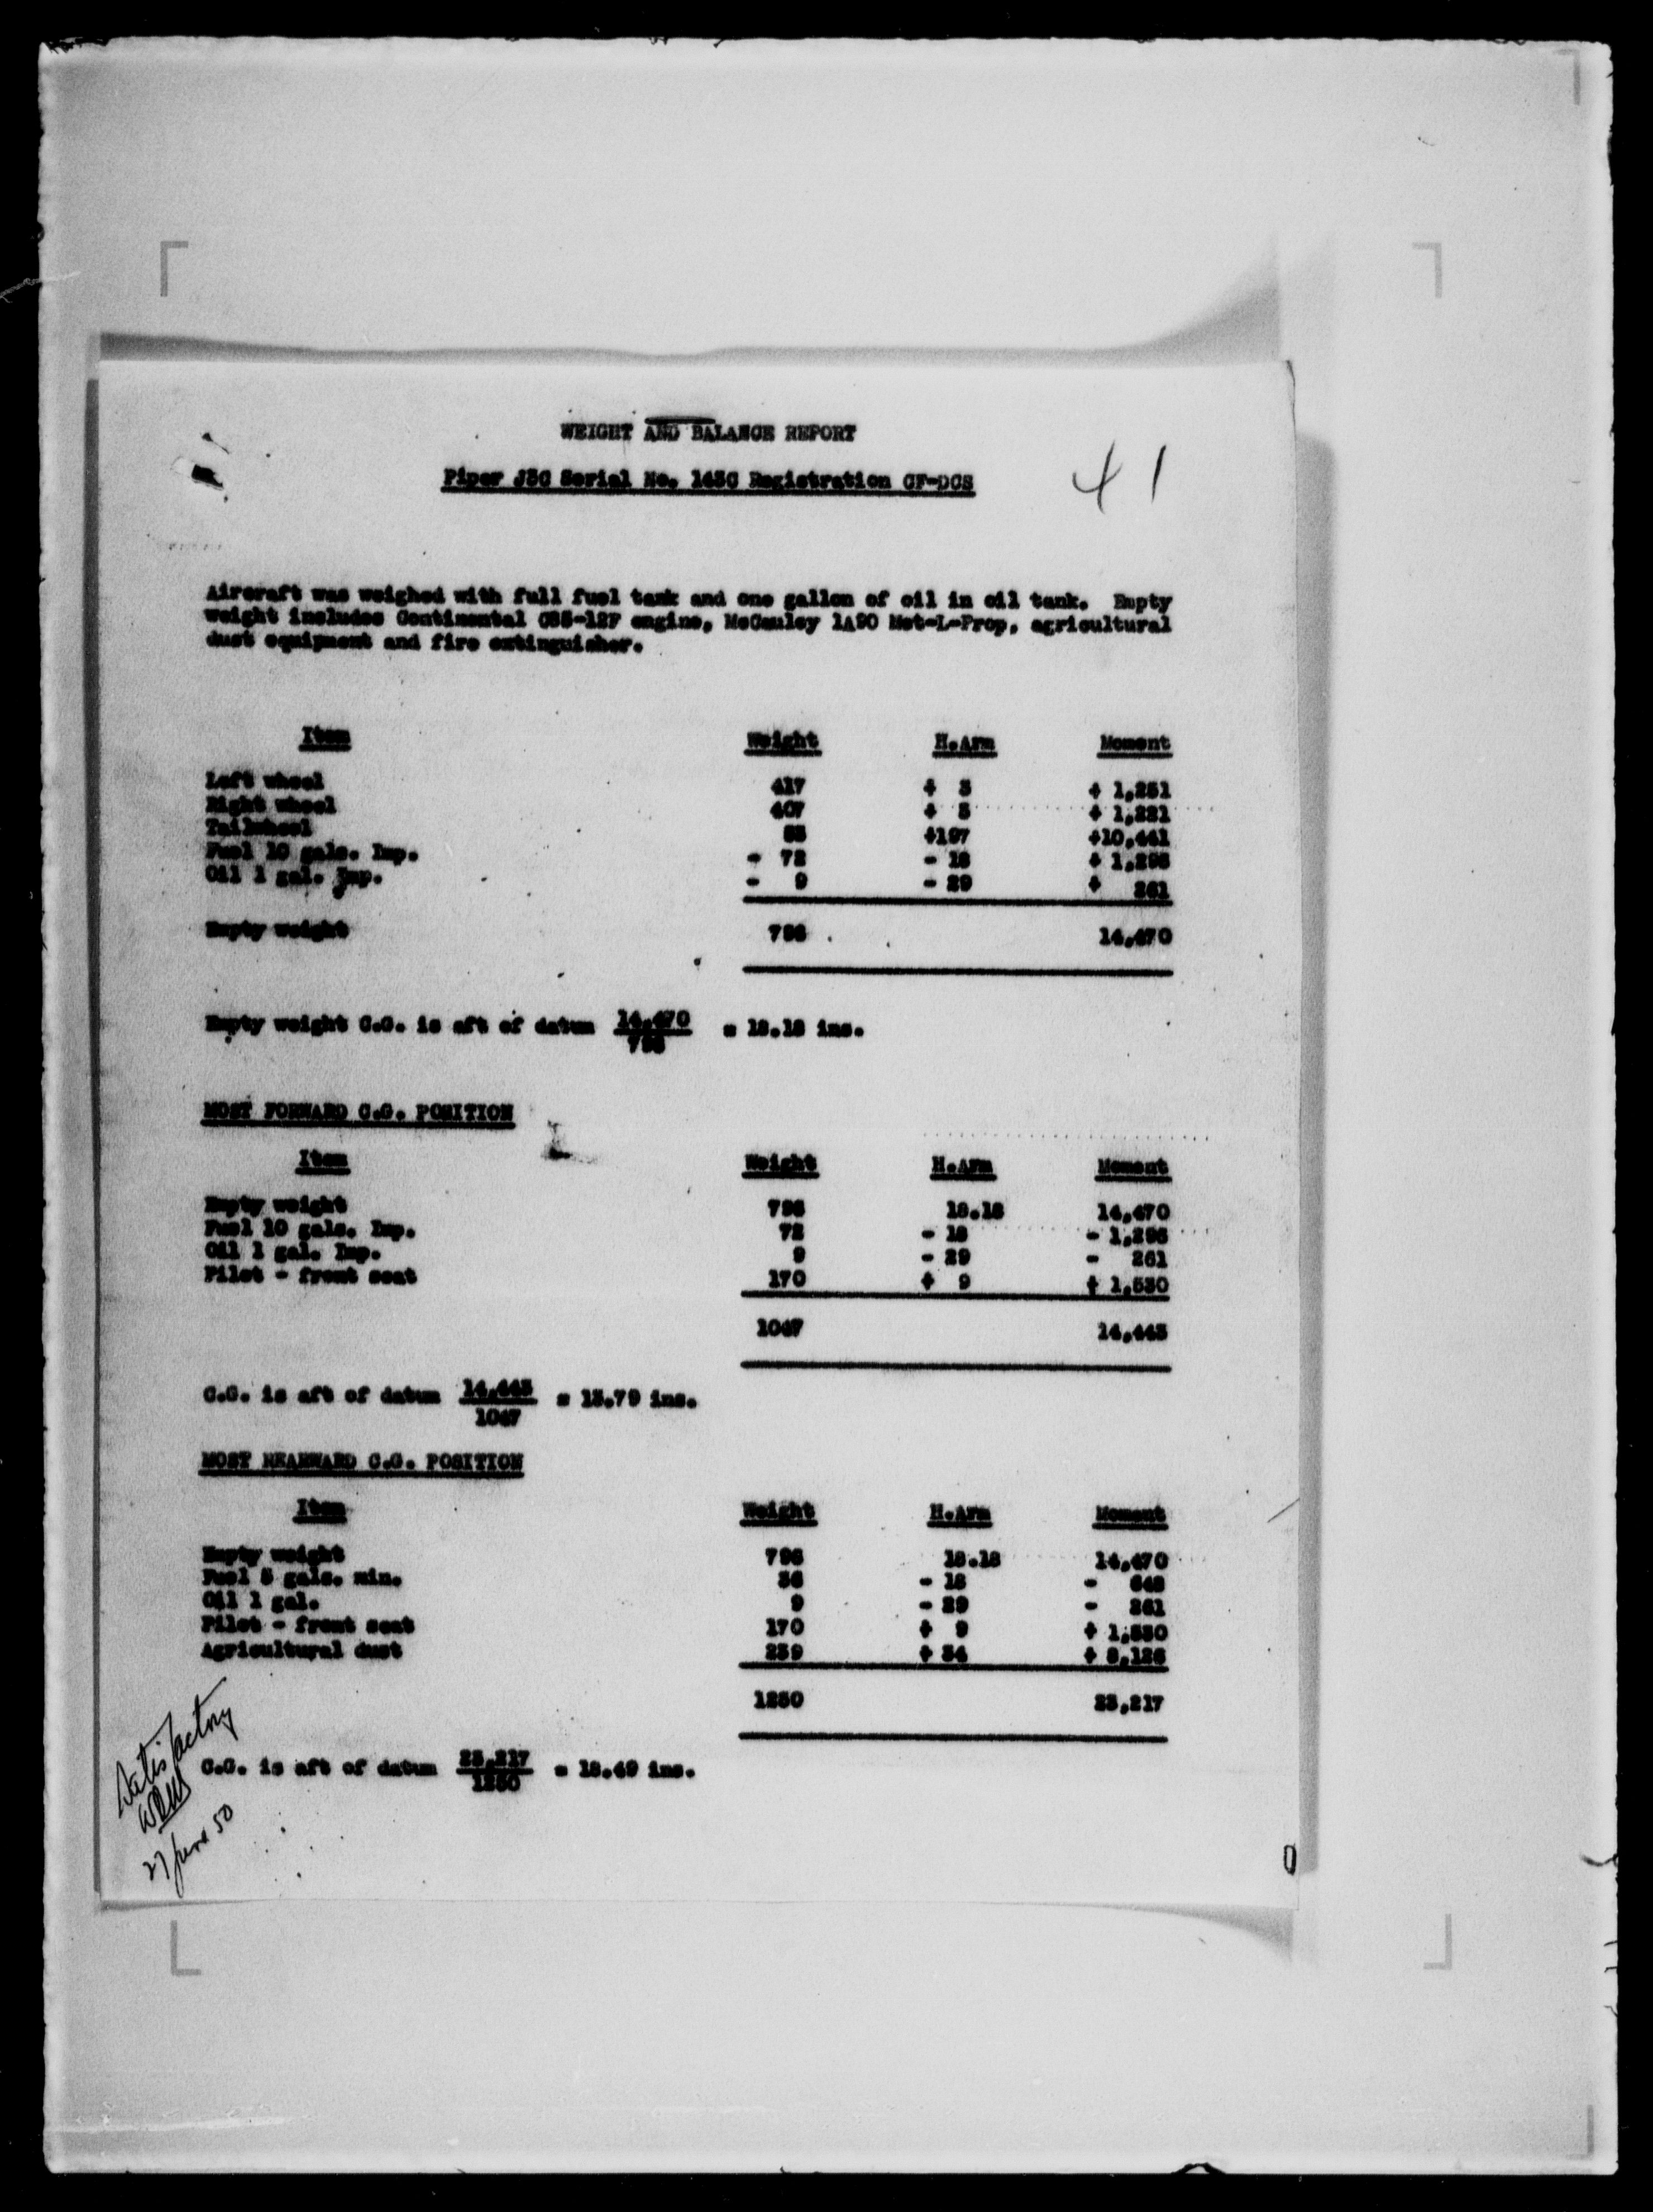 WEIGHT AND BALANCE REPORT
Piper J3C Serial No. 1430 Registration CF-DCS
41
Aircraft was weighed with full fuel tank and one gallon of oil in oil tank. Empty
weight includes Continental C85-12F engine, McCauley 1A90 Met-L-Prop, agricultural
dust equipment and fire extinguisher.
Item Weight H.Arm Moment
Left wheel 417 + 3 + 1,251
Right wheel 407 + 3 + 1,221
Tailwheel 53 +197 +10,441
Fuel 10 gals. Imp. - 72 - 18 + 1,296
Oil 1 gal. Imp. - 9 - 29 + 261
Empty weight 796 14,470
Empty weight C.G. is aft of datum 14,470 = 18.18 ins.
796
MOST FORWARD C.G. POSITION
Item Weight H.Arm Moment
Empty weight 796 18.18 14,470
Fuel 10 gals. Imp. 72 - 18 - 1,296
Oil 1 gal. Imp. 9 - 29 - 261
Pilot - front seat 170 + 9 + 1,530
1047 14,443
C.G. is aft of datum 14,443 = 13.79 ins.
1047
MOST REARWARD C.G. POSITION
Item Weight H.Arm Moment
Empty weight 796 18.18 14,470
Fuel 5 gals. min. 36 - 18 - 648
Oil 1 gal. 9 - 29 - 261
Pilot - front seat 170 + 9 + 1,530
Agricultural dust 239 + 34 + 8,126
1250 23,217
C.G. is aft of datum 23,217 = 18.49 ins.
1250
Satisfactory
27 June 50